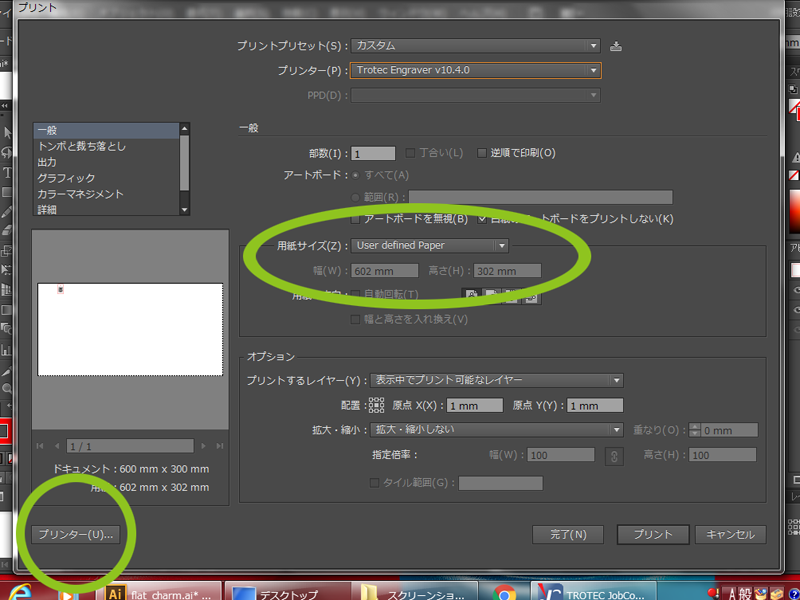 プリント
プリントプリセット(S)： カスタム
プリンター(P)： Trotec Engraver v10.4.0
PPD(D)：
一般
トンボと裁ち落とし
出力
グラフィック
カラーマネジメント
詳細
一般
部数(I)： 1 丁合い(L) 逆順で印刷(O)
アートボード： すべて(A)
範囲(R)：
アートボードを無視(B) ートボードをプリントしない(K)
用紙サイズ(Z)： User defined Paper
幅(W)： 602 mm 高さ(H)： 302 mm
自動回転(T)
幅と高さを入れ換え(V)
オプション
プリントするレイヤー(Y)： 表示中でプリント可能なレイヤー
配置： 原点 X(X)： 1 mm 原点 Y(Y)： 1 mm
拡大・縮小： 拡大・縮小しない 重なり(O)： 0 mm
指定倍率： 幅(W)： 100 高さ(H)： 100
タイル範囲(G)：
1 / 1
ドキュメント：600 mm x 300 mm
602 mm x 302 mm
プリンター(U)... 完了(N) プリント キャンセル
Ai flat_charm.ai* ... デスクトップ スクリーンショ... TROTEC JobCo... A 般